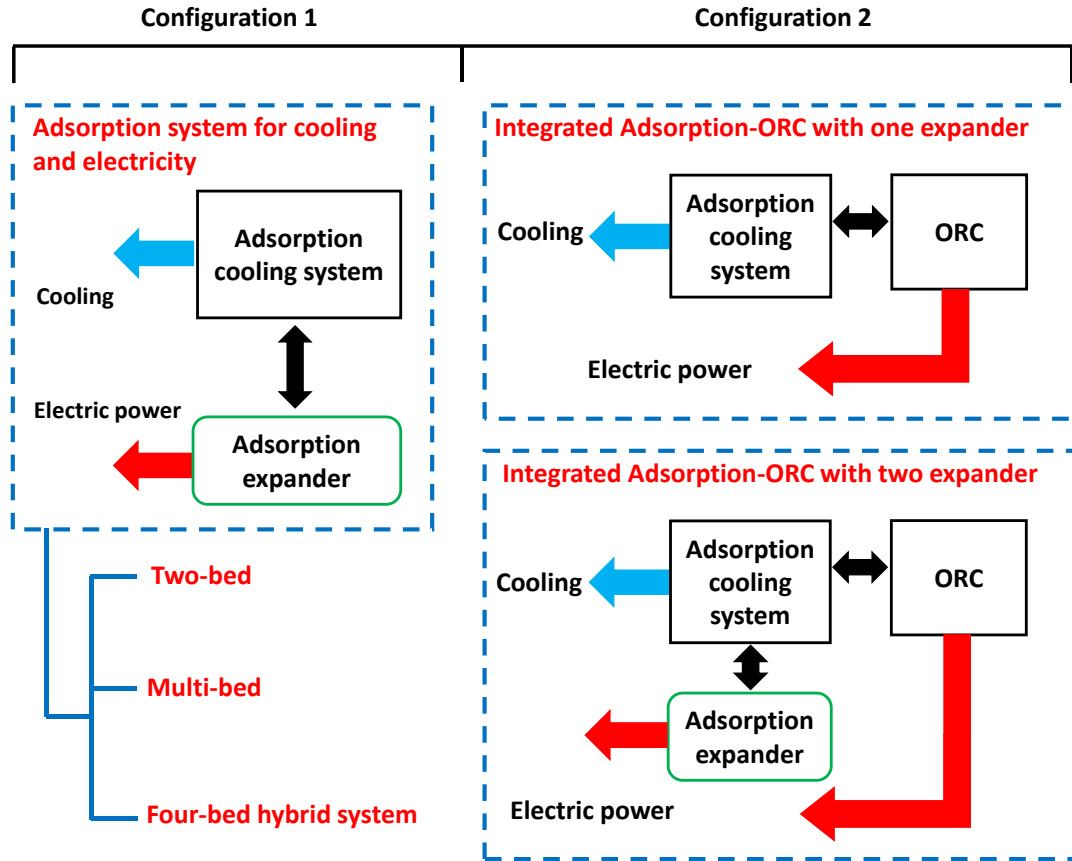 Configuration 1
Configuration 2
Adsorption system for cooling
and electricity
Adsorption
cooling system
Cooling
Electric power
Adsorption
expander
Two-bed
Multi-bed
Four-bed hybrid system
Integrated Adsorption-ORC with one expander
Cooling
Adsorption
cooling
system
ORC
Electric power
Integrated Adsorption-ORC with two expander
Cooling
Adsorption
cooling
system
ORC
Adsorption
expander
Electric power